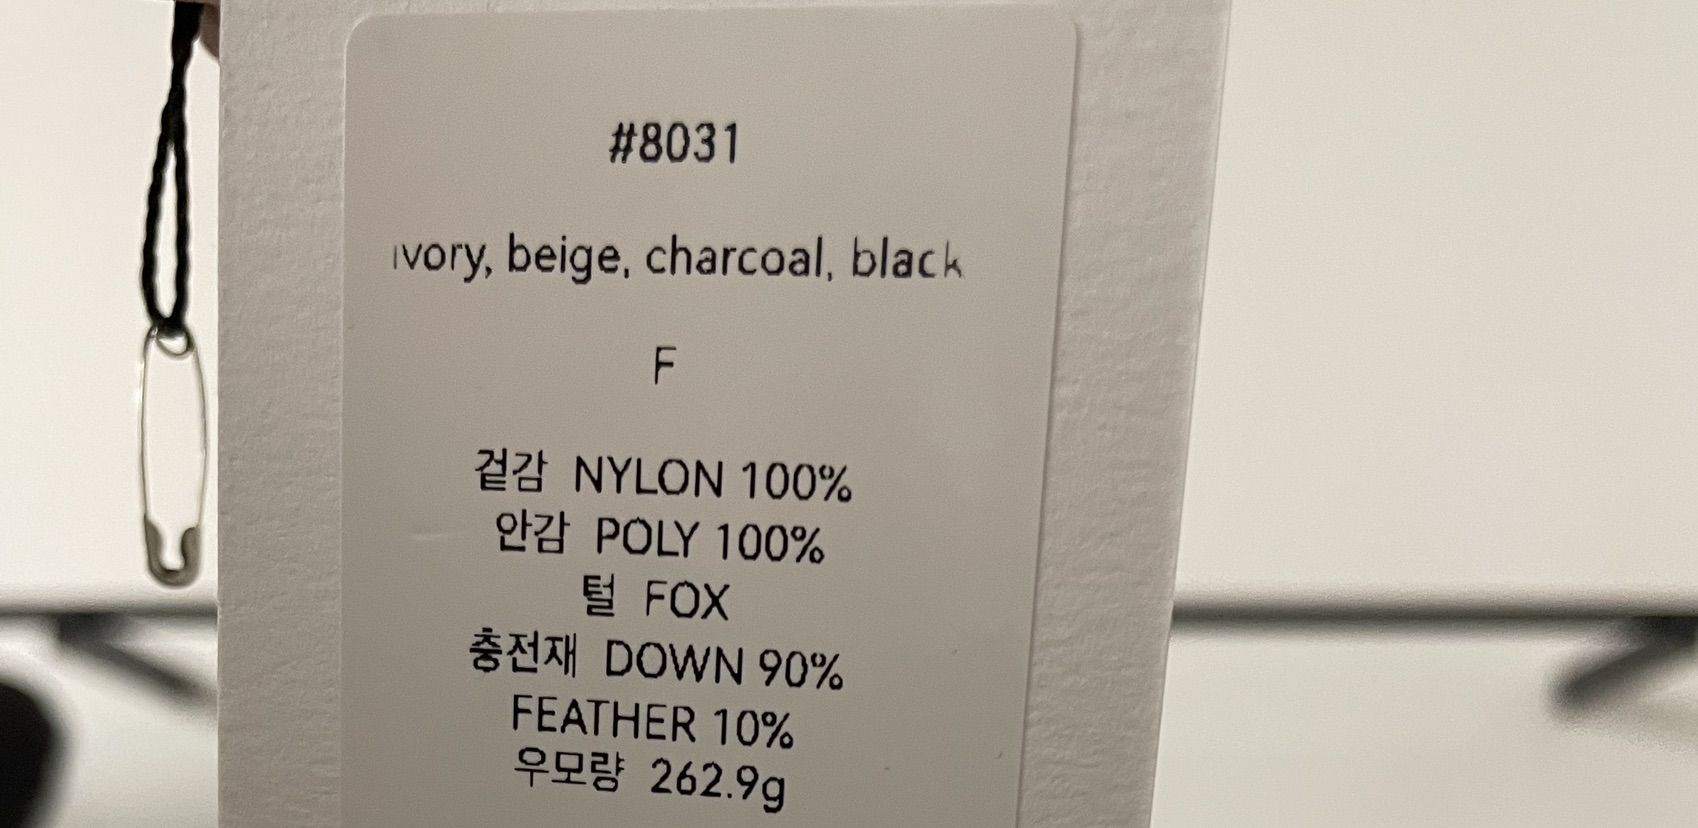 #8031
ivory, beige, charcoal, black
F
겉감 NYLON 100%
안감 POLY 100%
털 FOX
충전재 DOWN 90%
FEATHER 10%
우모량 262.9g